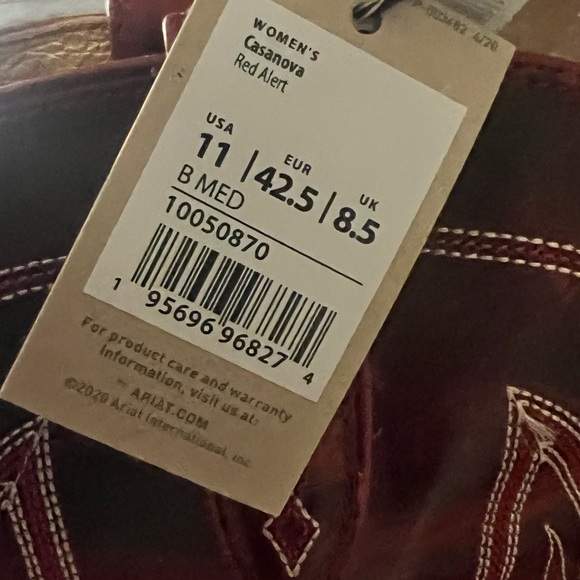 WOMEN'S
Casanova
Red Alert
USA
EUR
UK
11 | 42.5 | 8.5
B MED
10050870
1 95696 96827 4
For product care and warranty
information, visit us at:
ARIAT.COM
©2020 Ariat International, Inc